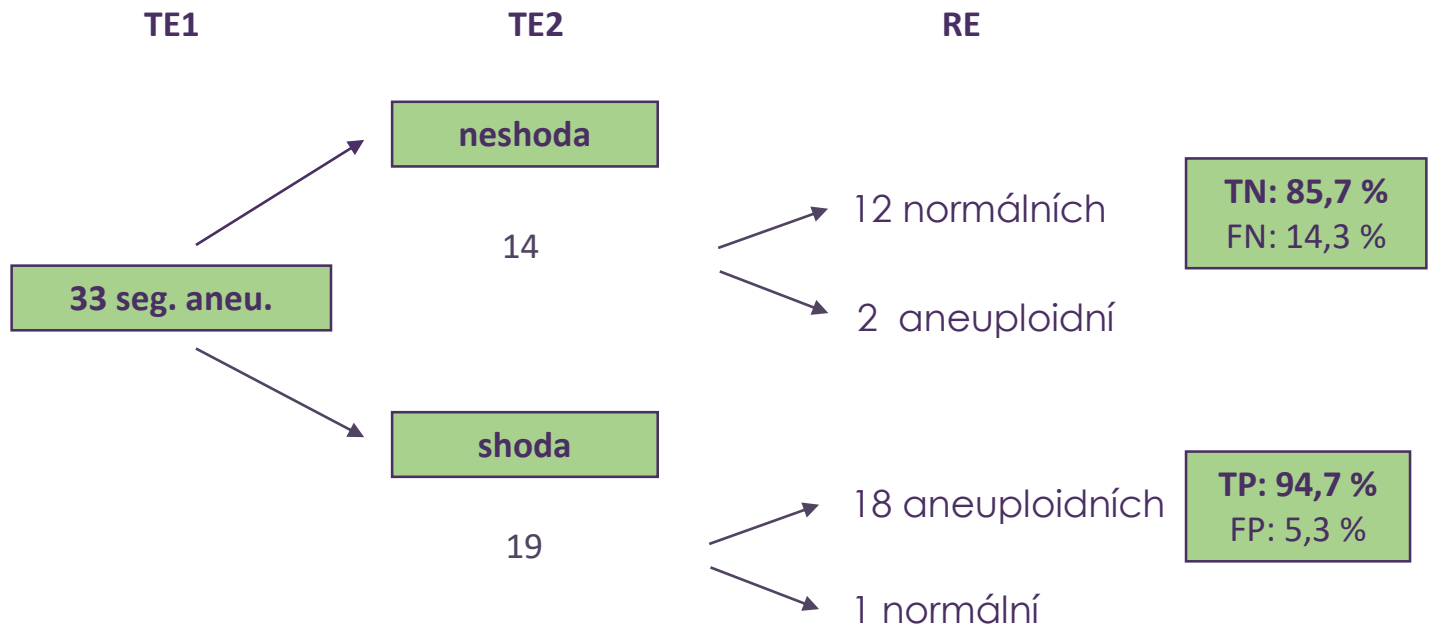 TE1
TE2
RE
neshoda
12 normálních
TN: 85,7 %
FN: 14,3 %
14
33 seg. aneu.
2 aneuploidní
shoda
18 aneuploidních
TP: 94,7 %
FP: 5,3 %
19
1 normální